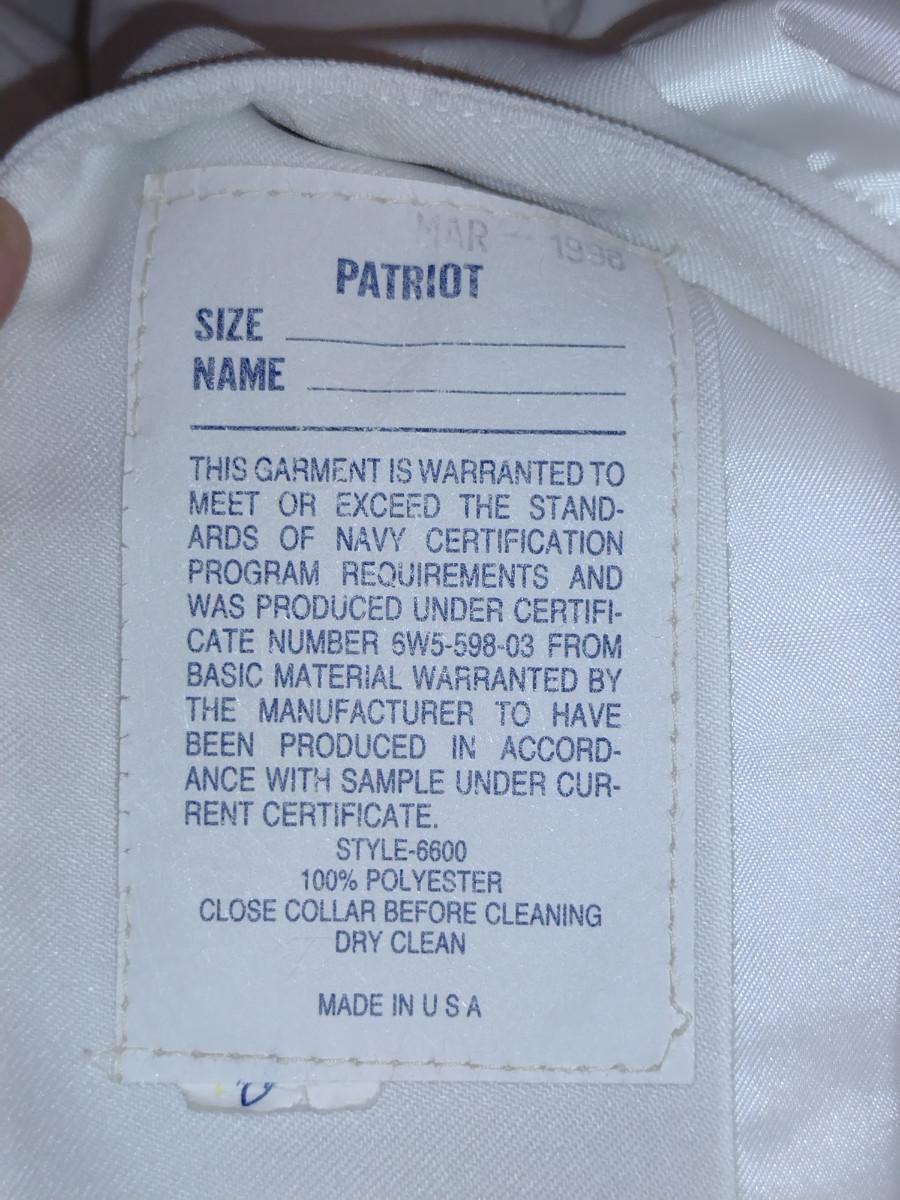 MAR - 1996
PATRIOT
SIZE
NAME
THIS GARMENT IS WARRANTED TO
MEET OR EXCEED THE STAND-
ARDS OF NAVY CERTIFICATION
PROGRAM REQUIREMENTS AND
WAS PRODUCED UNDER CERTIFI-
CATE NUMBER 6W5-598-03 FROM
BASIC MATERIAL WARRANTED BY
THE MANUFACTURER TO HAVE
BEEN PRODUCED IN ACCORD-
ANCE WITH SAMPLE UNDER CUR-
RENT CERTIFICATE.
STYLE-6600
100% POLYESTER
CLOSE COLLAR BEFORE CLEANING
DRY CLEAN
MADE IN U S A